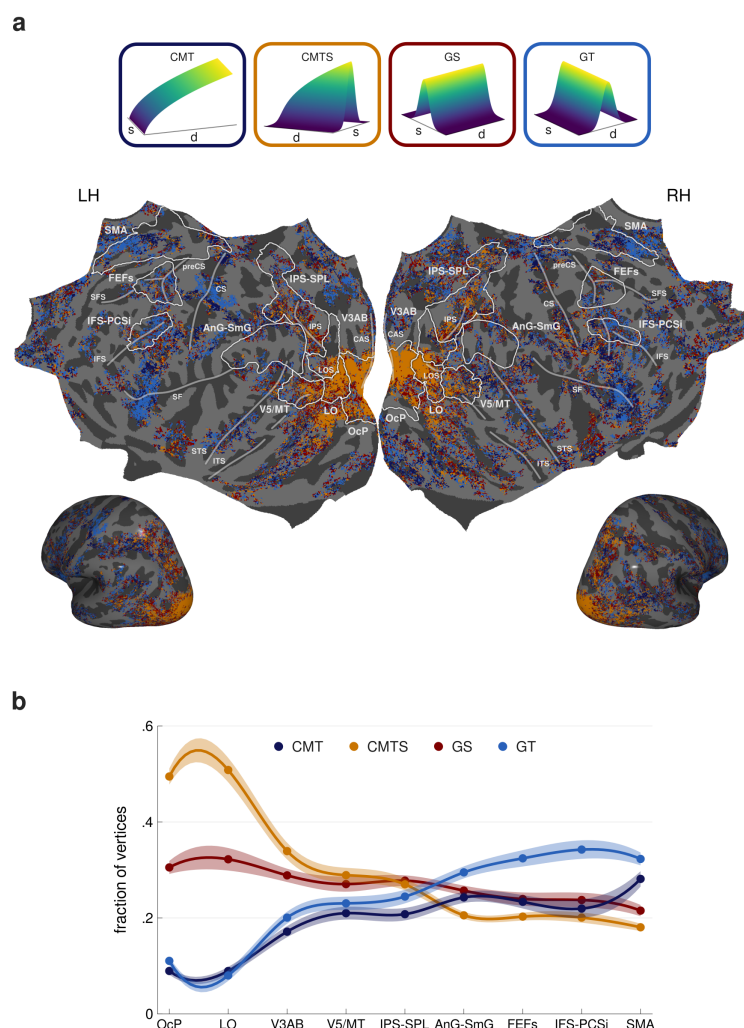 a
CMT CMTS GS GT
s d d s s d s d
LH RH
SMA SMA
preCS preCS
FEFs FEFs
IPS-SPL IPS-SPL
SFS CS CS SFS
IFS-PCSi AnG-SmG IPS V3AB V3AB IPS AnG-SmG IFS-PCSi
IFS CAS CAS IFS
LOS LOS
SF SF
V5/MT LO LO V5/MT
OcP OcP
STS STS
ITS ITS
b
.6
CMT CMTS GS GT
.4
fraction of vertices
.2
0
OcP LO V3AB V5/MT IPS-SPL AnG-SmG FEFs IFS-PCSi SMA